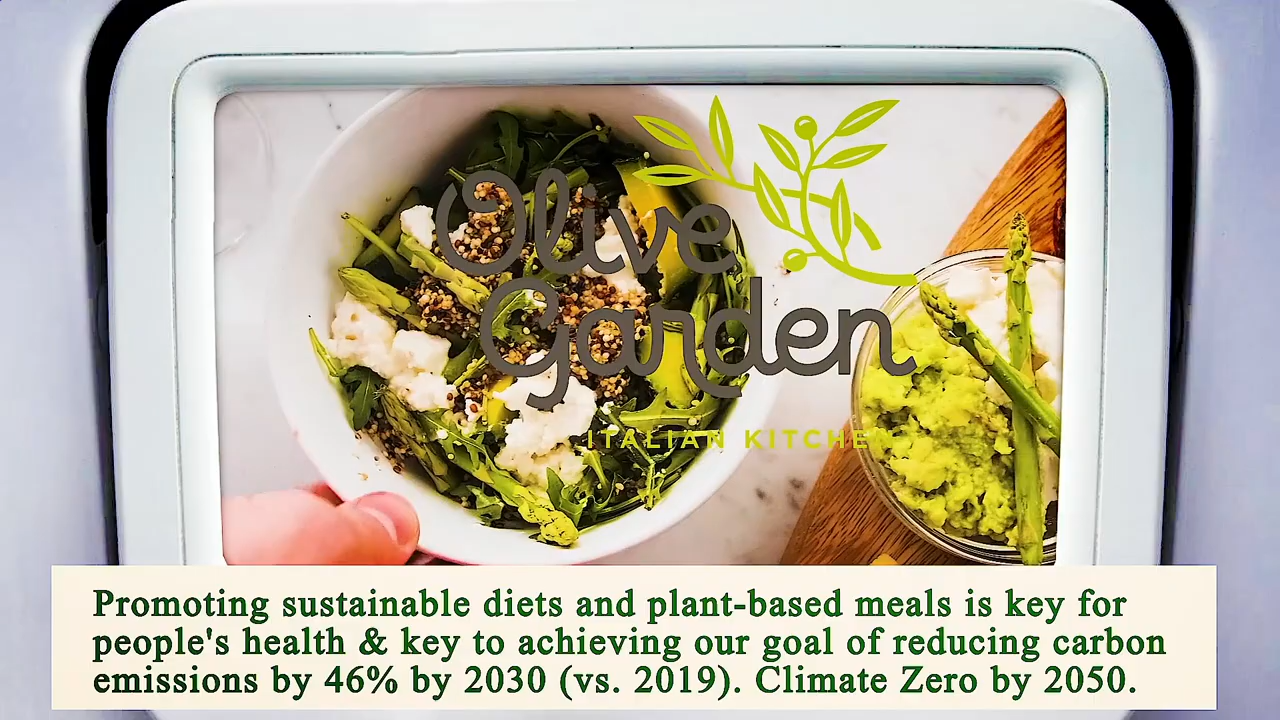 Olive
Garden
ITALIAN KITCHEN
Promoting sustainable diets and plant-based meals is key for
people's health & key to achieving our goal of reducing carbon
emissions by 46% by 2030 (vs. 2019). Climate Zero by 2050.